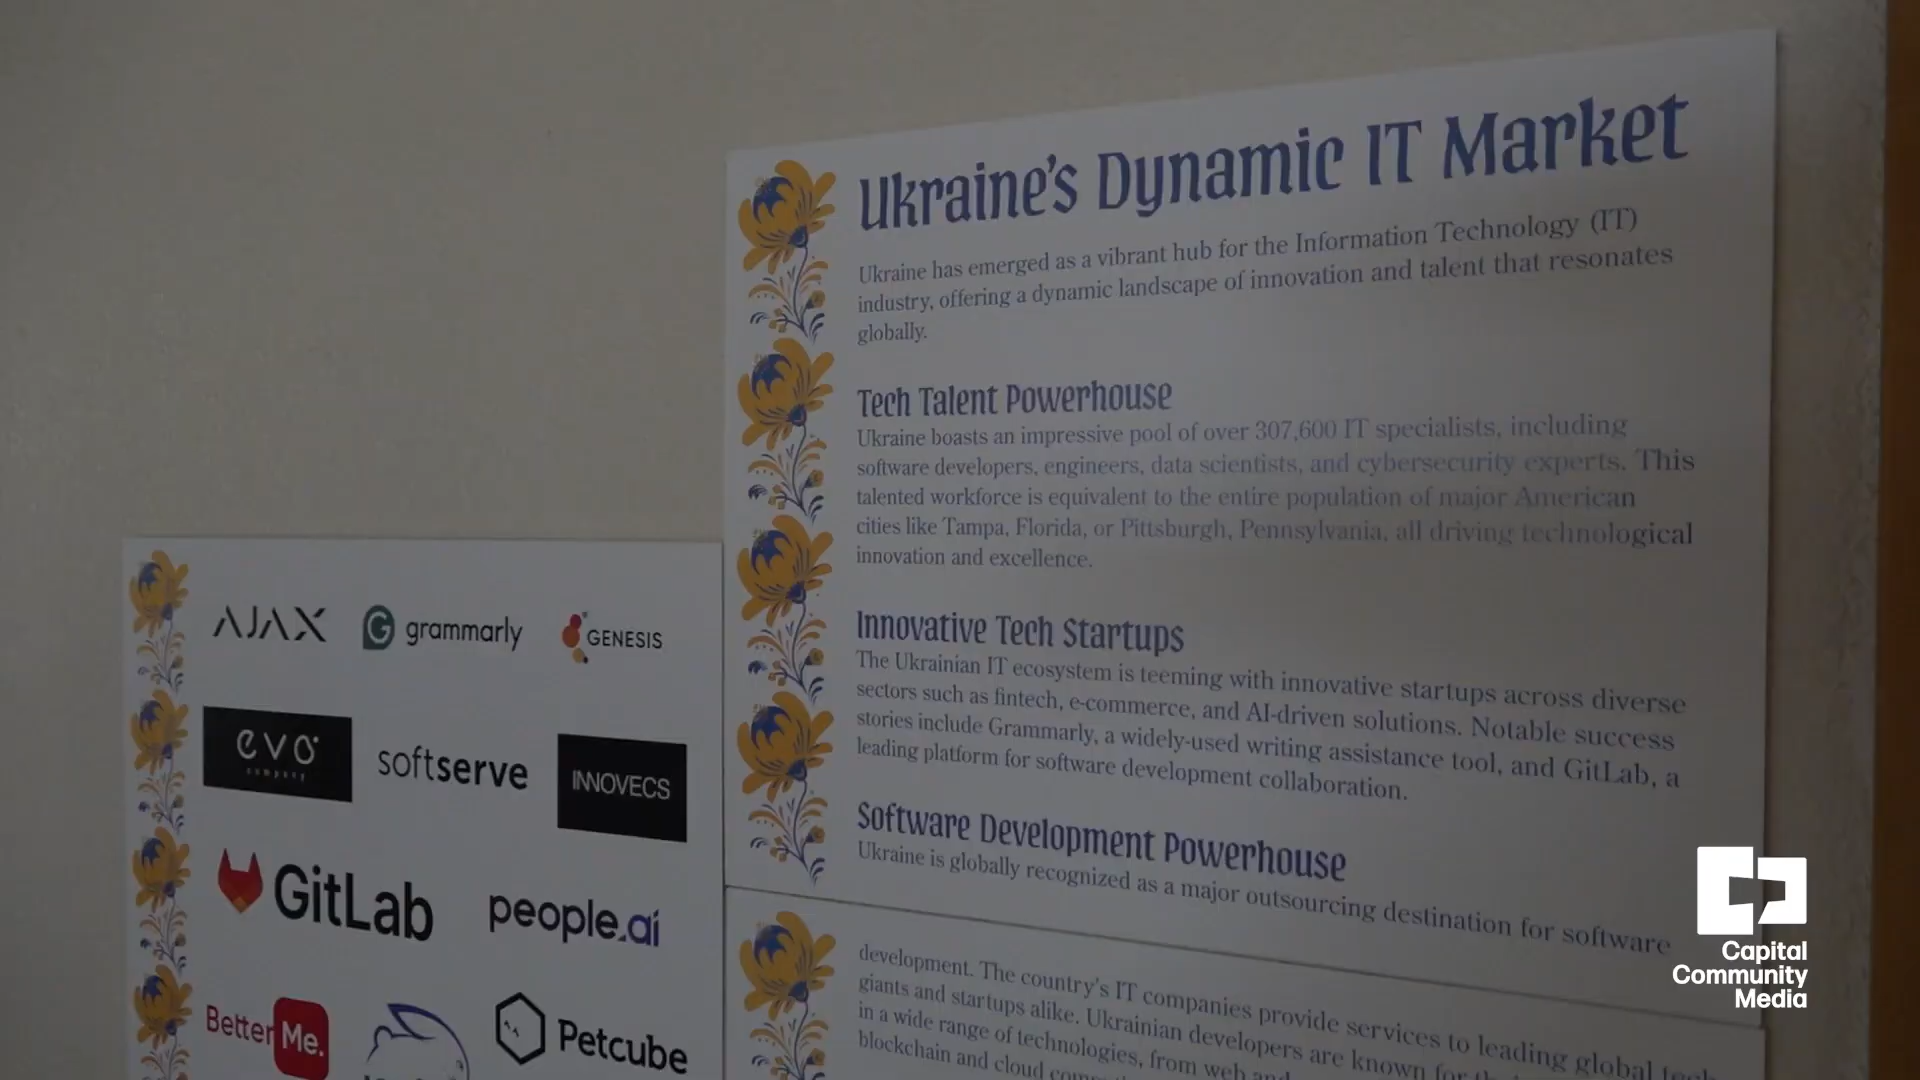 Ukraine's Dynamic IT Market
Ukraine has emerged as a vibrant hub for the Information Technology (IT)
industry, offering a dynamic landscape of innovation and talent that resonates
globally.
Tech Talent Powerhouse
Ukraine boasts an impressive pool of over 307,600 IT specialists, including
software developers, engineers, data scientists, and cybersecurity experts. This
talented workforce is equivalent to the entire population of major American
cities like Tampa, Florida, or Pittsburgh, Pennsylvania, all driving technological
innovation and excellence.
Innovative Tech Startups
The Ukrainian IT ecosystem is teeming with innovative startups across diverse
sectors such as fintech, e-commerce, and AI-driven solutions. Notable success
stories include Grammarly, a widely-used writing assistance tool, and GitLab, a
leading platform for software development collaboration.
Software Development Powerhouse
Ukraine is globally recognized as a major outsourcing destination for software
development. The country's IT companies provide services to leading global tech
giants and startups alike. Ukrainian developers are known for
in a wide range of technologies, from web and
blockchain and cloud
AJAX grammarly GENESIS
evo
company
softserve INNOVECS
GitLab people.ai
BetterMe. Petcube
Capital
Community
Media